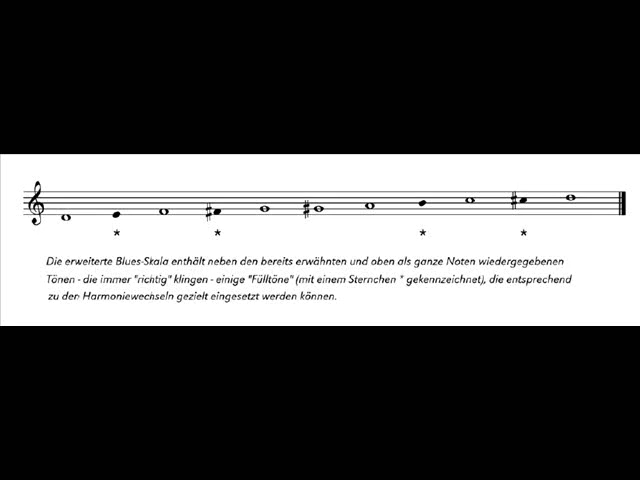 * * * *
Die erweiterte Blues-Skala enthält neben den bereits erwähnten und oben als ganze Noten wiedergegebenen
Tönen - die immer "richtig" klingen - einige "Fülltöne" (mit einem Sternchen * gekennzeichnet), die entsprechend
zu den Harmoniewechseln gezielt eingesetzt werden können.